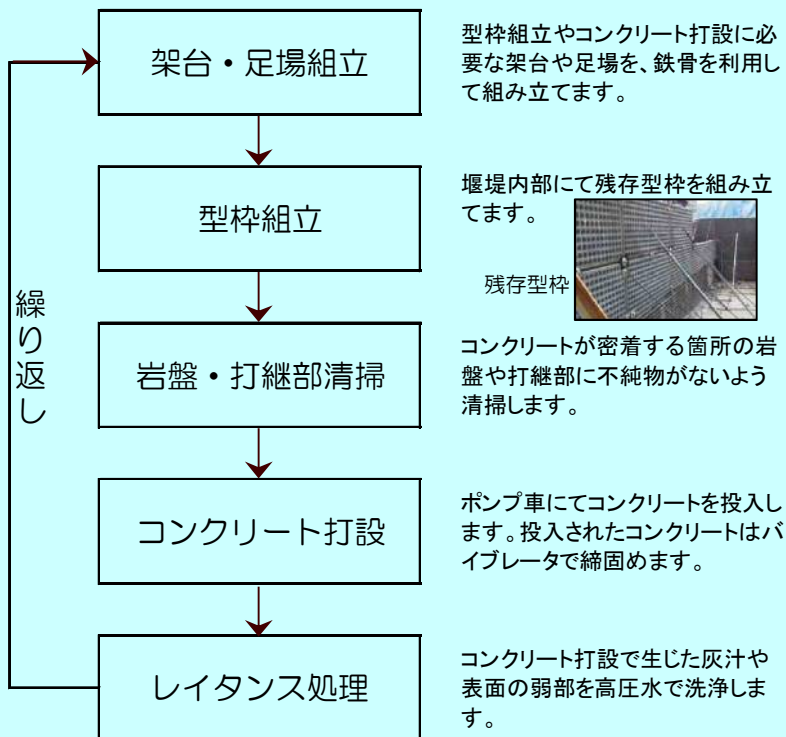 架台・足場組立
型枠組立やコンクリート打設に必
要な架台や足場を、鉄骨を利用し
て組み立てます。
型枠組立
堰堤内部にて残存型枠を組み立
てます。
残存型枠
繰り返し
岩盤・打継部清掃
コンクリートが密着する箇所の岩
盤や打継部に不純物がないよう
清掃します。
コンクリート打設
ポンプ車にてコンクリートを投入し
ます。投入されたコンクリートはバ
イブレータで締固めます。
レイタンス処理
コンクリート打設で生じた灰汁や
表面の弱部を高圧水で洗浄しま
す。